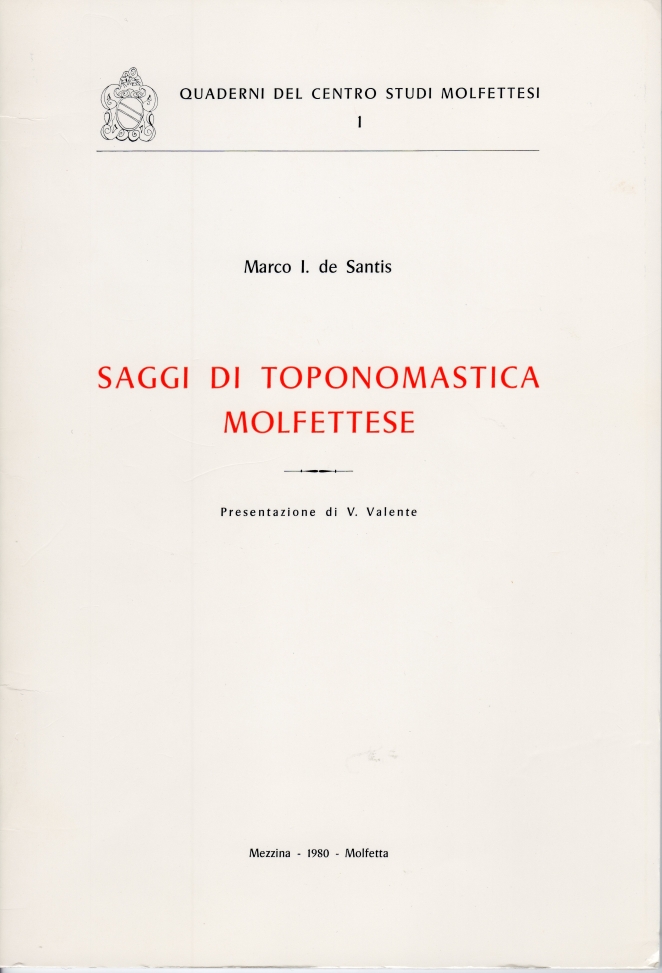 QUADERNI DEL CENTRO STUDI MOLFETTESI
1
Marco I. de Santis
SAGGI DI TOPONOMASTICA
MOLFETTESE
Presentazione di V. Valente
Mezzina - 1980 - Molfetta